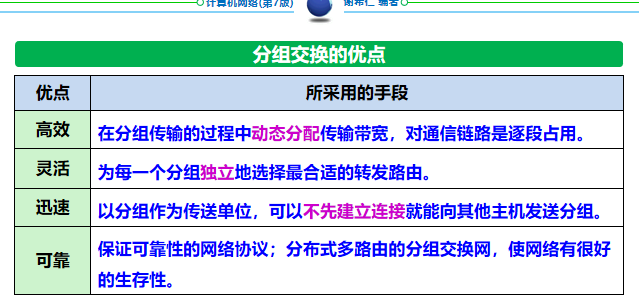 计算机网络(第7版) 谢希仁 编著
分组交换的优点
优点 所采用的手段
高效 在分组传输的过程中动态分配传输带宽，对通信链路是逐段占用。
灵活 为每一个分组独立地选择最合适的转发路由。
迅速 以分组作为传送单位，可以不先建立连接就能向其他主机发送分组。
可靠 保证可靠性的网络协议；分布式多路由的分组交换网，使网络有很好
的生存性。